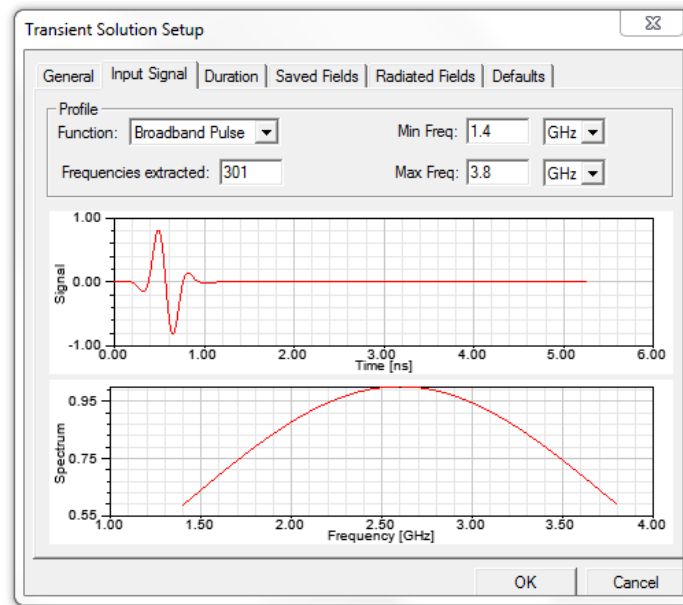 Transient Solution Setup
General Input Signal Duration Saved Fields Radiated Fields Defaults
Profile
Function: Broadband Pulse Min Freq: 1.4 GHz
Frequencies extracted: 301 Max Freq: 3.8 GHz
1.00
0.00
-1.00
Signal
0.00 1.00 2.00 3.00 4.00 5.00 6.00
Time [ns]
0.95
0.75
0.55
Spectrum
1.00 1.50 2.00 2.50 3.00 3.50 4.00
Frequency [GHz]
OK Cancel